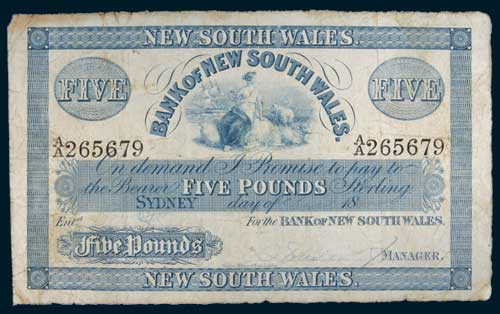 NEW SOUTH WALES.
FIVE
BANK OF NEW SOUTH WALES.
FIVE
A/A 265679
A/A 265679
On demand I Promise to pay to
the Bearer FIVE POUNDS Sterling
SYDNEY day of 18
Entd. For the BANK OF NEW SOUTH WALES.
Five Pounds
MANAGER.
NEW SOUTH WALES.